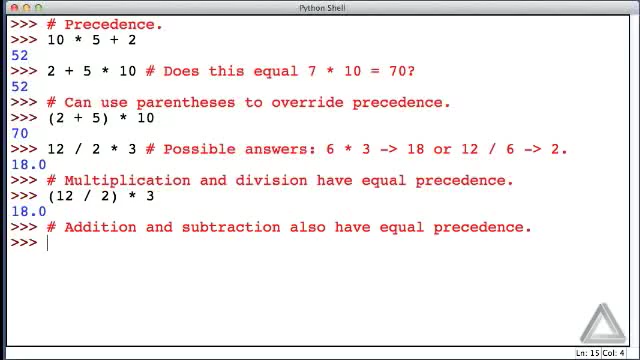 Python Shell
>>> # Precedence.
>>> 10 * 5 + 2
52
>>> 2 + 5 * 10 # Does this equal 7 * 10 = 70?
52
>>> # Can use parentheses to override precedence.
>>> (2 + 5) * 10
70
>>> 12 / 2 * 3 # Possible answers: 6 * 3 -> 18 or 12 / 6 -> 2.
18.0
>>> # Multiplication and division have equal precedence.
>>> (12 / 2) * 3
18.0
>>> # Addition and subtraction also have equal precedence.
>>>
Ln: 15 Col: 4